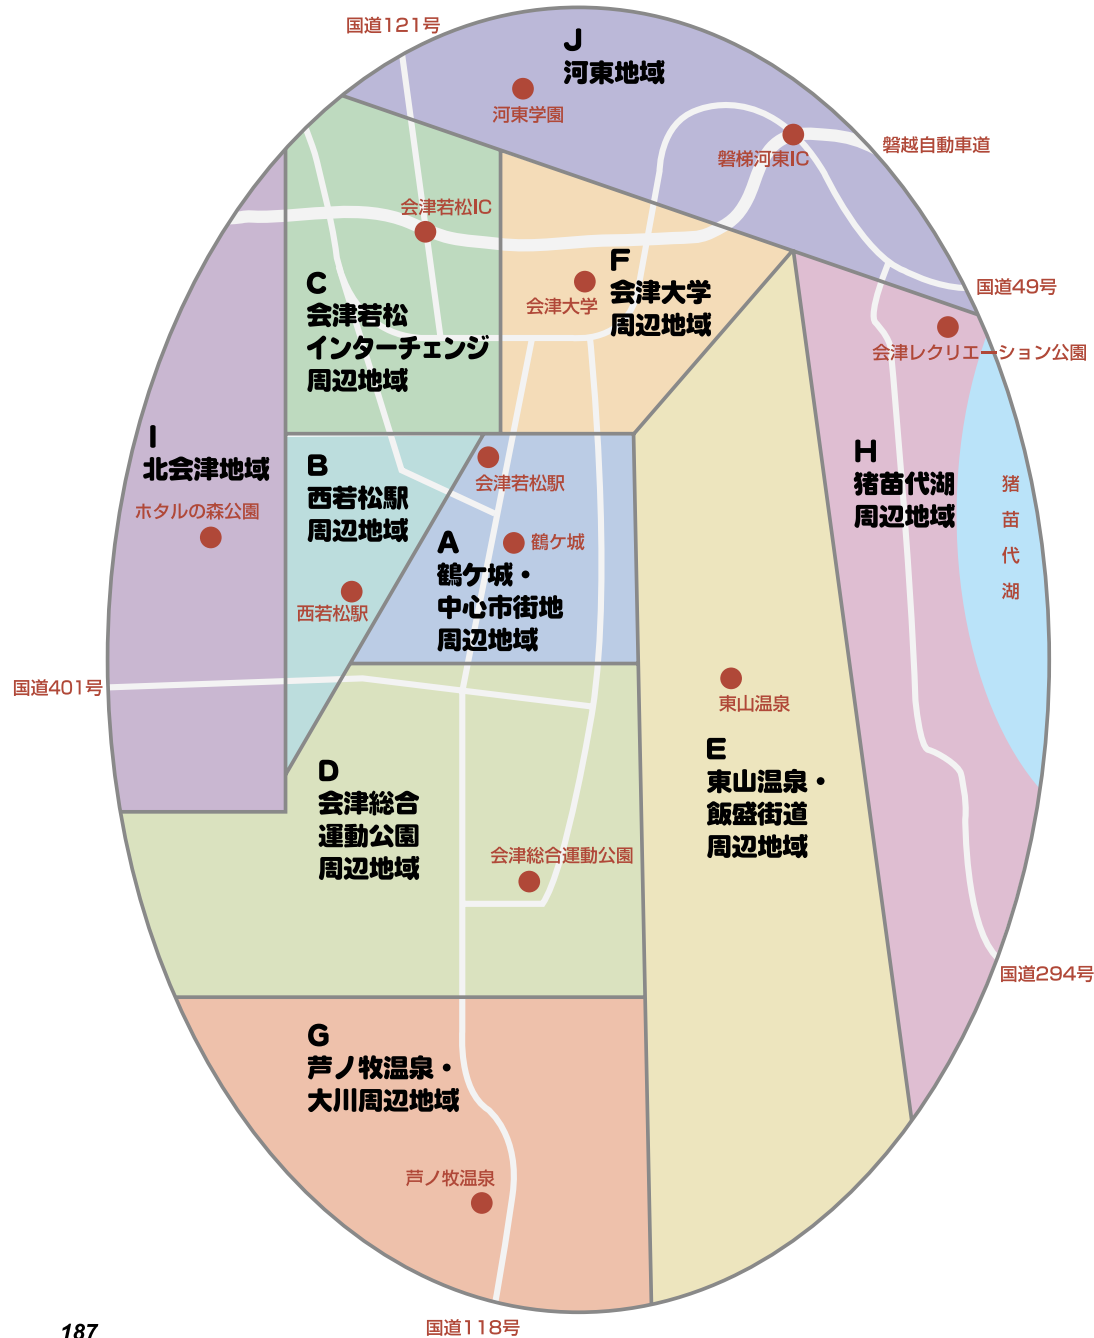 国道121号
J
河東地域
河東学園
磐梯河東IC
磐越自動車道
会津若松IC
C
会津若松
インターチェンジ
周辺地域
F
会津大学
周辺地域
会津大学
国道49号
会津レクリエーション公園
I
北会津地域
ホタルの森公園
B
西若松駅
周辺地域
西若松駅
会津若松駅
鶴ケ城
A
鶴ケ城・
中心市街地
周辺地域
H
猪苗代湖
周辺地域
猪
苗
代
湖
国道401号
東山温泉
E
東山温泉・
飯盛街道
周辺地域
D
会津総合
運動公園
周辺地域
会津総合運動公園
国道294号
G
芦ノ牧温泉・
大川周辺地域
芦ノ牧温泉
国道118号
187